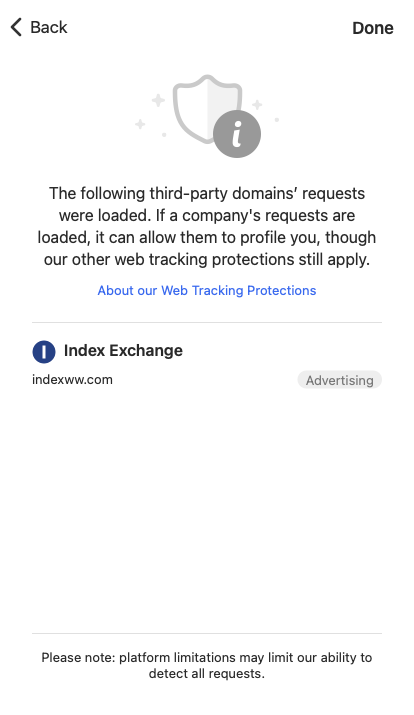 Back
Done
The following third-party domains’ requests
were loaded. If a company's requests are
loaded, it can allow them to profile you, though
our other web tracking protections still apply.
About our Web Tracking Protections
Index Exchange
indexww.com
Advertising
Please note: platform limitations may limit our ability to
detect all requests.